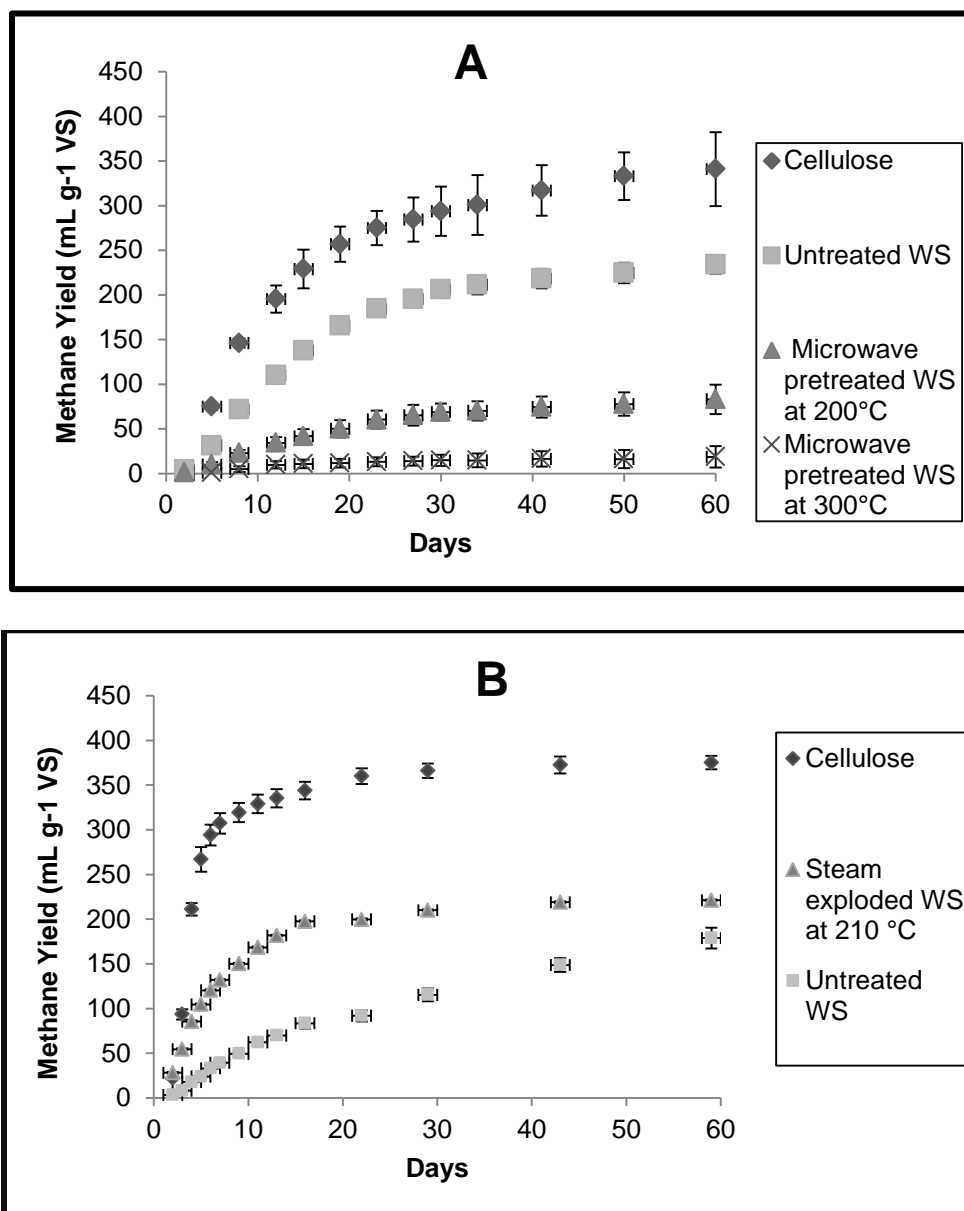 A
450
400
350
300
250
200
150
100
50
0
Methane Yield (mL g-1 VS)
0 10 20 30 40 50 60
Days
Cellulose
Untreated WS
Microwave
pretreated WS
at 200°C
Microwave
pretreated WS
at 300°C
B
450
400
350
300
250
200
150
100
50
0
Methane Yield (mL g-1 VS)
0 10 20 30 40 50 60
Days
Cellulose
Steam
exploded WS
at 210 °C
Untreated
WS